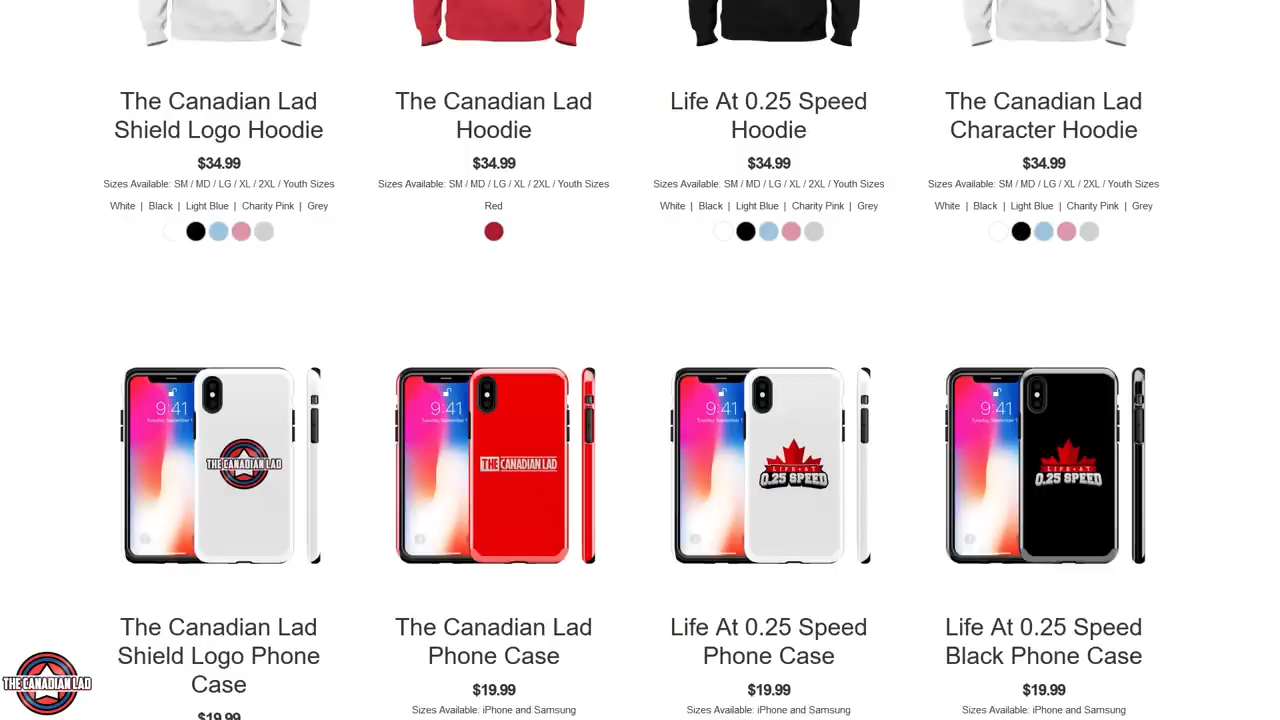 The Canadian Lad
Shield Logo Hoodie
$34.99
Sizes Available: SM / MD / LG / XL / 2XL / Youth Sizes
White | Black | Light Blue | Charity Pink | Grey
The Canadian Lad
Hoodie
$34.99
Sizes Available: SM / MD / LG / XL / 2XL / Youth Sizes
Red
Life At 0.25 Speed
Hoodie
$34.99
Sizes Available: SM / MD / LG / XL / 2XL / Youth Sizes
White | Black | Light Blue | Charity Pink | Grey
The Canadian Lad
Character Hoodie
$34.99
Sizes Available: SM / MD / LG / XL / 2XL / Youth Sizes
White | Black | Light Blue | Charity Pink | Grey
9:41
THE CANADIAN LAD
9:41
THE CANADIAN LAD
9:41
LIFE AT
0.25 SPEED
9:41
LIFE AT
0.25 SPEED
The Canadian Lad
Shield Logo Phone
Case
$19.99
The Canadian Lad
Phone Case
$19.99
Sizes Available: iPhone and Samsung
Life At 0.25 Speed
Phone Case
$19.99
Sizes Available: iPhone and Samsung
Life At 0.25 Speed
Black Phone Case
$19.99
Sizes Available: iPhone and Samsung
THE CANADIAN LAD